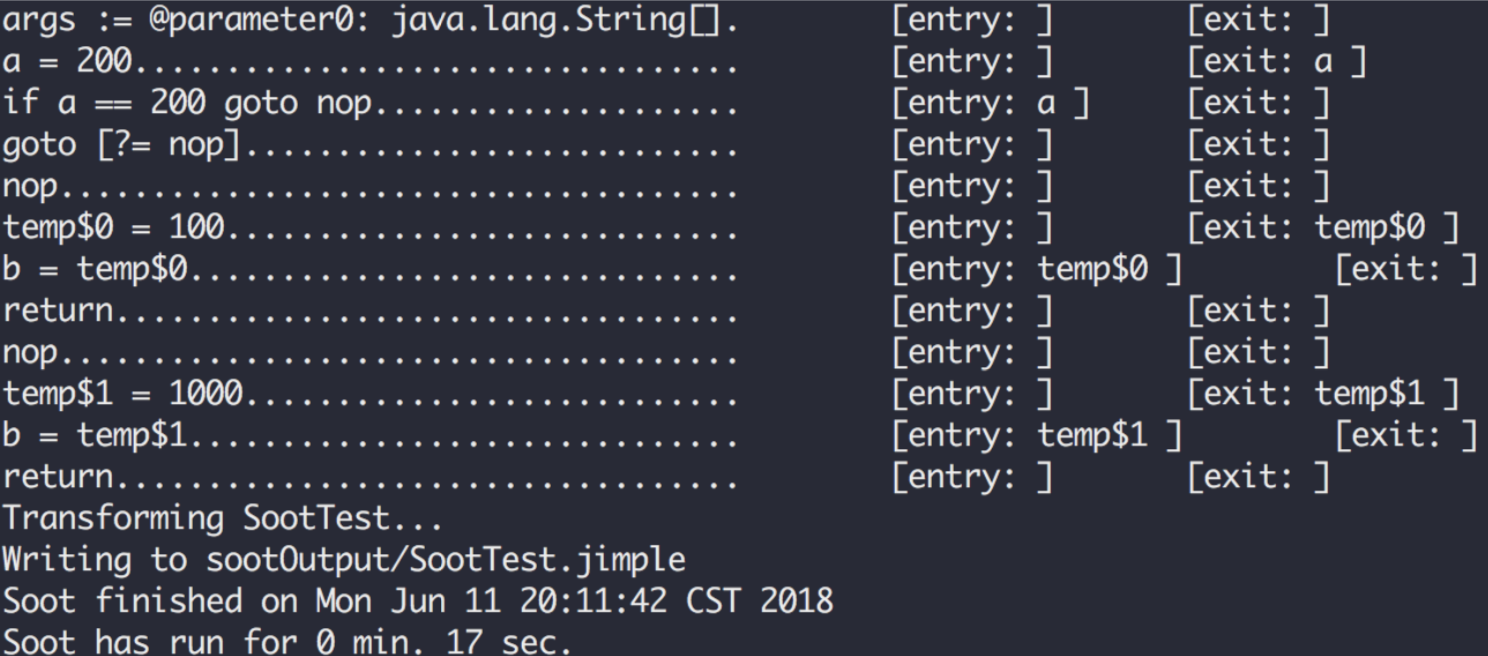 args := @parameter0: java.lang.String[]. [entry: ] [exit: ]
a = 200................................. [entry: ] [exit: a ]
if a == 200 goto nop.................... [entry: a ] [exit: ]
goto [?= nop]........................... [entry: ] [exit: ]
nop..................................... [entry: ] [exit: ]
temp$0 = 100............................ [entry: ] [exit: temp$0 ]
b = temp$0.............................. [entry: temp$0 ] [exit: ]
return.................................. [entry: ] [exit: ]
nop..................................... [entry: ] [exit: ]
temp$1 = 1000........................... [entry: ] [exit: temp$1 ]
b = temp$1.............................. [entry: temp$1 ] [exit: ]
return.................................. [entry: ] [exit: ]
Transforming SootTest...
Writing to sootOutput/SootTest.jimple
Soot finished on Mon Jun 11 20:11:42 CST 2018
Soot has run for 0 min. 17 sec.